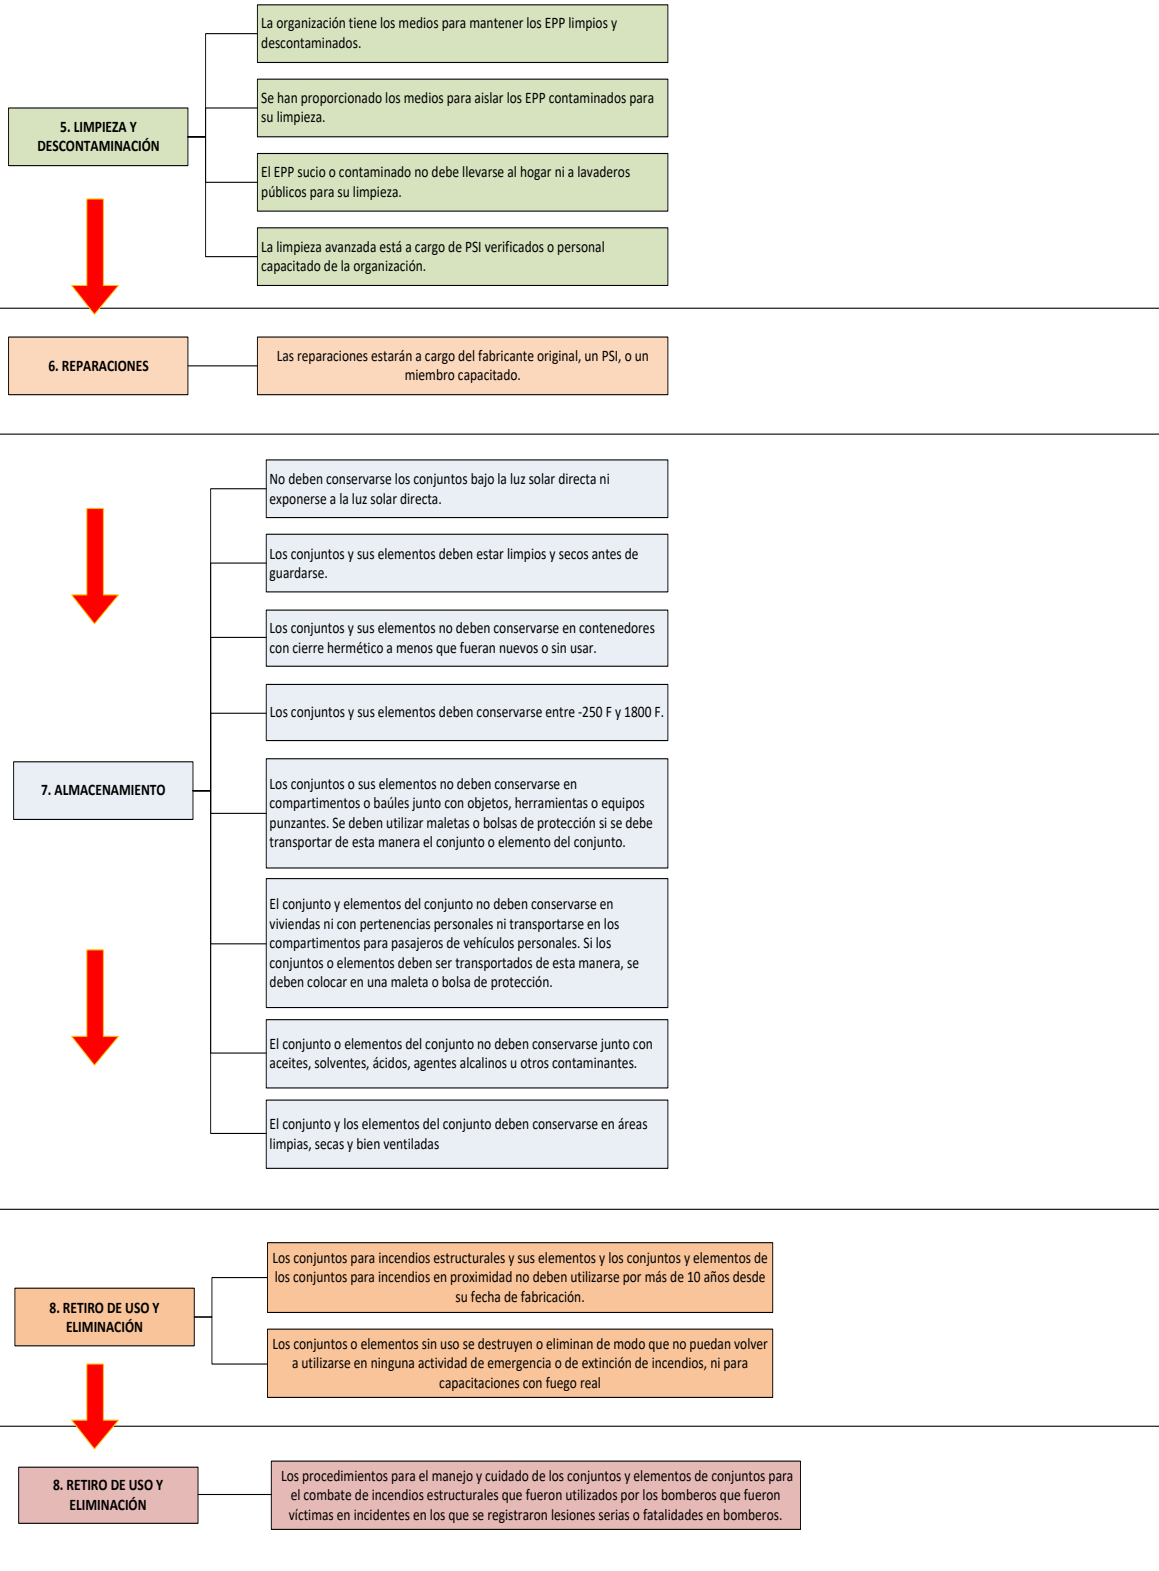 La organización tiene los medios para mantener los EPP limpios y
descontaminados.
Se han proporcionado los medios para aislar los EPP contaminados para
su limpieza.
5. LIMPIEZA Y
DESCONTAMINACIÓN
El EPP sucio o contaminado no debe llevarse al hogar ni a lavaderos
públicos para su limpieza.
La limpieza avanzada está a cargo de PSI verificados o personal
capacitado de la organización.
6. REPARACIONES
Las reparaciones estarán a cargo del fabricante original, un PSI, o un
miembro capacitado.
No deben conservarse los conjuntos bajo la luz solar directa ni
exponerse a la luz solar directa.
Los conjuntos y sus elementos deben estar limpios y secos antes de
guardarse.
Los conjuntos y sus elementos no deben conservarse en contenedores
con cierre hermético a menos que fueran nuevos o sin usar.
Los conjuntos y sus elementos deben conservarse entre -250 F y 1800 F.
7. ALMACENAMIENTO
Los conjuntos o sus elementos no deben conservarse en
compartimentos o baúles junto con objetos, herramientas o equipos
punzantes. Se deben utilizar maletas o bolsas de protección si se debe
transportar de esta manera el conjunto o elemento del conjunto.
El conjunto y elementos del conjunto no deben conservarse en
viviendas ni con pertenencias personales ni transportarse en los
compartimentos para pasajeros de vehículos personales. Si los
conjuntos o elementos deben ser transportados de esta manera, se
deben colocar en una maleta o bolsa de protección.
El conjunto o elementos del conjunto no deben conservarse junto con
aceites, solventes, ácidos, agentes alcalinos u otros contaminantes.
El conjunto y los elementos del conjunto deben conservarse en áreas
limpias, secas y bien ventiladas
Los conjuntos para incendios estructurales y sus elementos y los conjuntos y elementos de
los conjuntos para incendios en proximidad no deben utilizarse por más de 10 años desde
su fecha de fabricación.
8. RETIRO DE USO Y
ELIMINACIÓN
Los conjuntos o elementos sin uso se destruyen o eliminan de modo que no puedan volver
a utilizarse en ninguna actividad de emergencia o de extinción de incendios, ni para
capacitaciones con fuego real
8. RETIRO DE USO Y
ELIMINACIÓN
Los procedimientos para el manejo y cuidado de los conjuntos y elementos de conjuntos para
el combate de incendios estructurales que fueron utilizados por los bomberos que fueron
víctimas en incidentes en los que se registraron lesiones serias o fatalidades en bomberos.